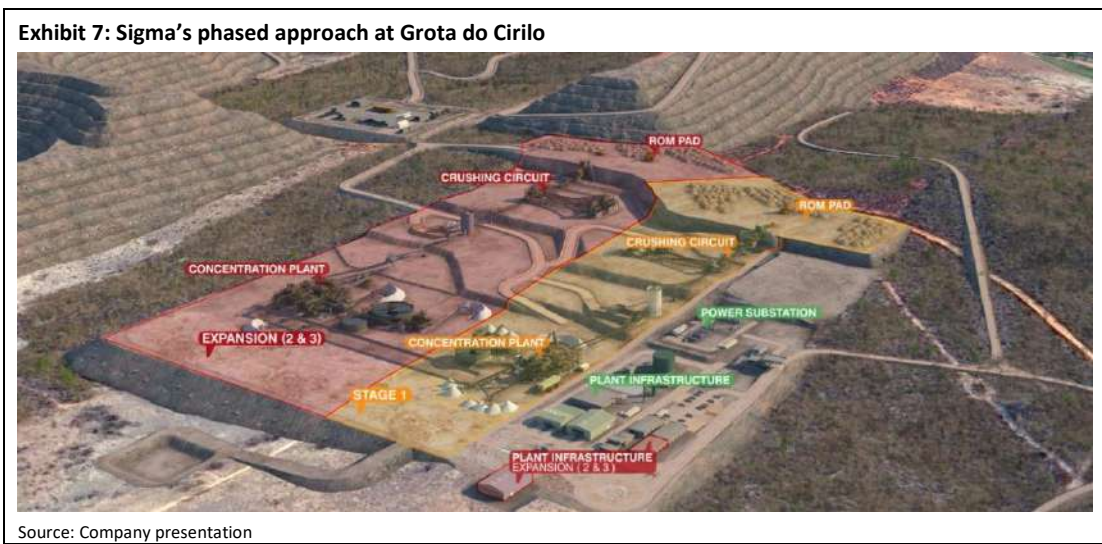 Exhibit 7: Sigma’s phased approach at Grota do Cirilo
ROM PAD
CRUSHING CIRCUIT
ROM PAD
CRUSHING CIRCUIT
CONCENTRATION PLANT
POWER SUBSTATION
EXPANSION (2 & 3)
CONCENTRATION PLANT
PLANT INFRASTRUCTURE
STAGE 1
PLANT INFRASTRUCTURE
EXPANSION (2 & 3)
Source: Company presentation